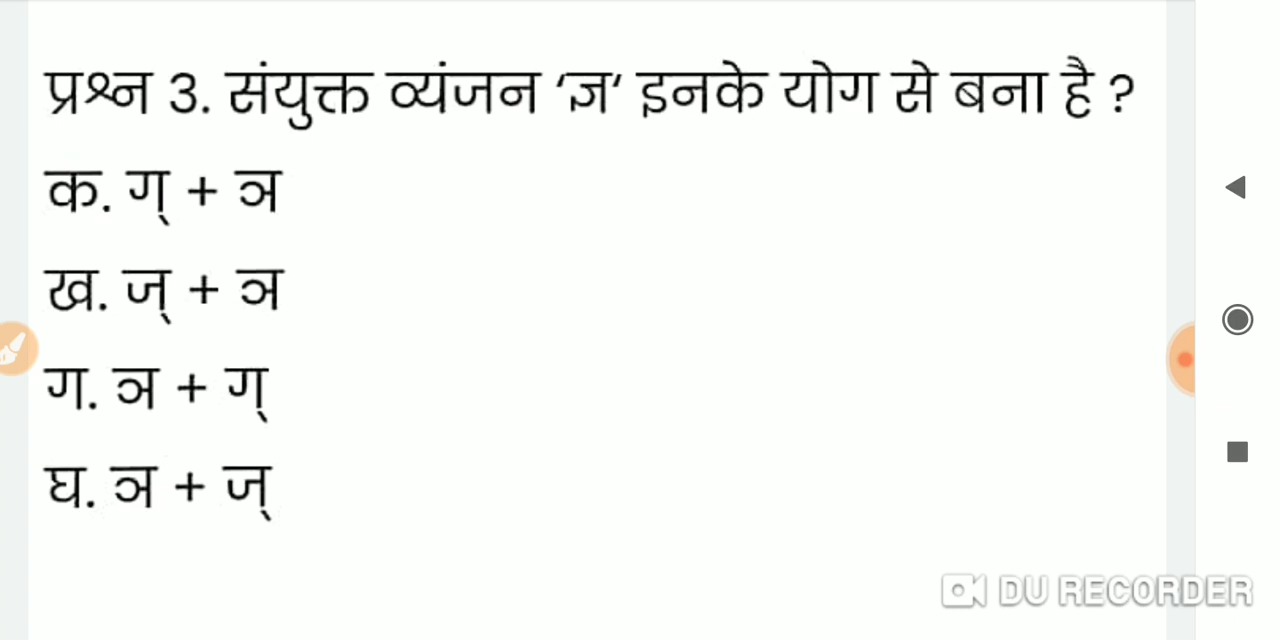 प्रश्न 3. संयुक्त व्यंजन ‘ज्ञ‘ इनके योग से बना है ?
क. ग् + ञ
ख. ज् + ञ
ग. ञ + ग्
घ. ञ + ज्
DU RECORDER